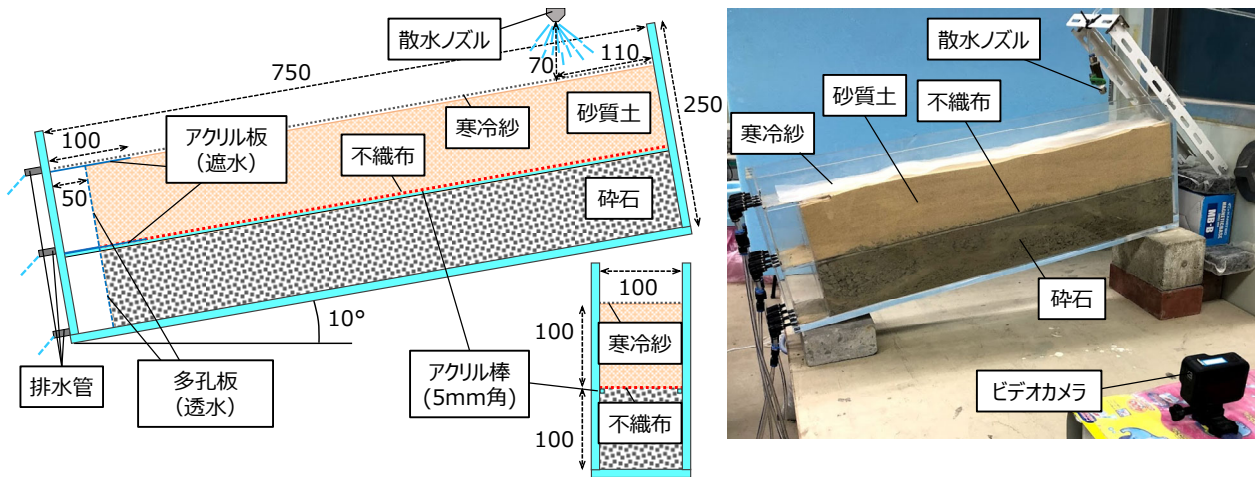 散水ノズル
750
70
110
250
砂質土
寒冷紗
100
アクリル板
(遮水)
不織布
50
砕石
10°
排水管
多孔板
(透水)
アクリル棒
(5mm角)
100
100
寒冷紗
不織布
100
散水ノズル
砂質土
不織布
寒冷紗
MB-B
砕石
ビデオカメラ